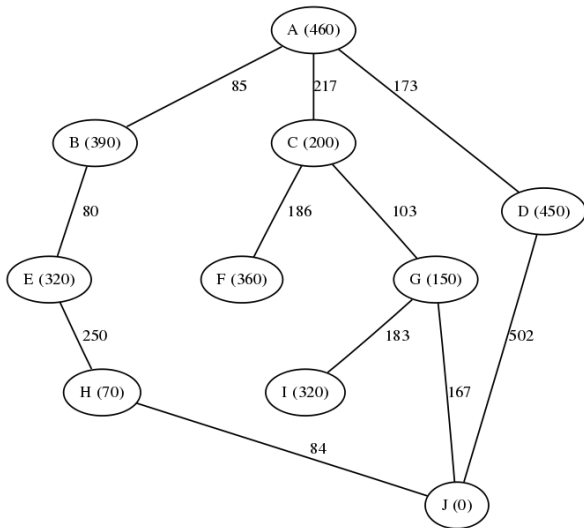 A (460)
85
217
173
B (390)
C (200)
80
186
103
D (450)
E (320)
F (360)
G (150)
250
183
502
H (70)
I (320)
167
84
J (0)